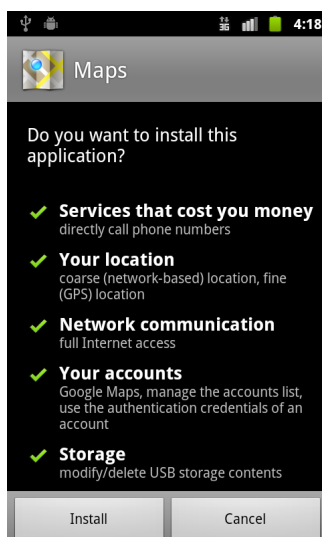 3G 4:18
Maps
Do you want to install this
application?
Services that cost you money
directly call phone numbers
Your location
coarse (network-based) location, fine
(GPS) location
Network communication
full Internet access
Your accounts
Google Maps, manage the accounts list,
use the authentication credentials of an
account
Storage
modify/delete USB storage contents
Install Cancel